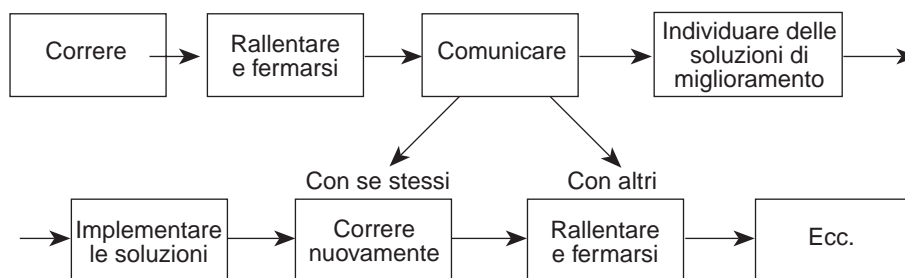 Correre
Rallentare
e fermarsi
Comunicare
Individuare delle
soluzioni di
miglioramento
Con se stessi
Con altri
Implementare
le soluzioni
Correre
nuovamente
Rallentare
e fermarsi
Ecc.